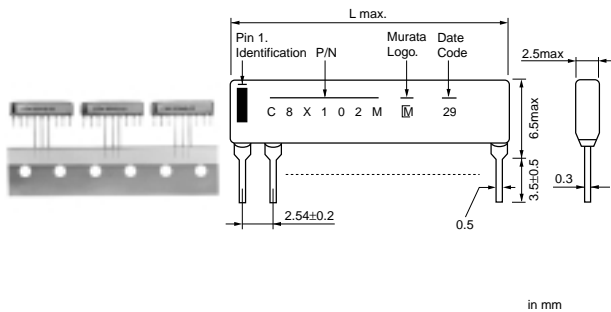 L max.
Pin 1.
Identification
P/N
Murata
Logo.
Date
Code
2.5max
C 8 X 1 0 2 M M 29
6.5max
3.5±0.5
2.54±0.2
0.5
0.3
in mm